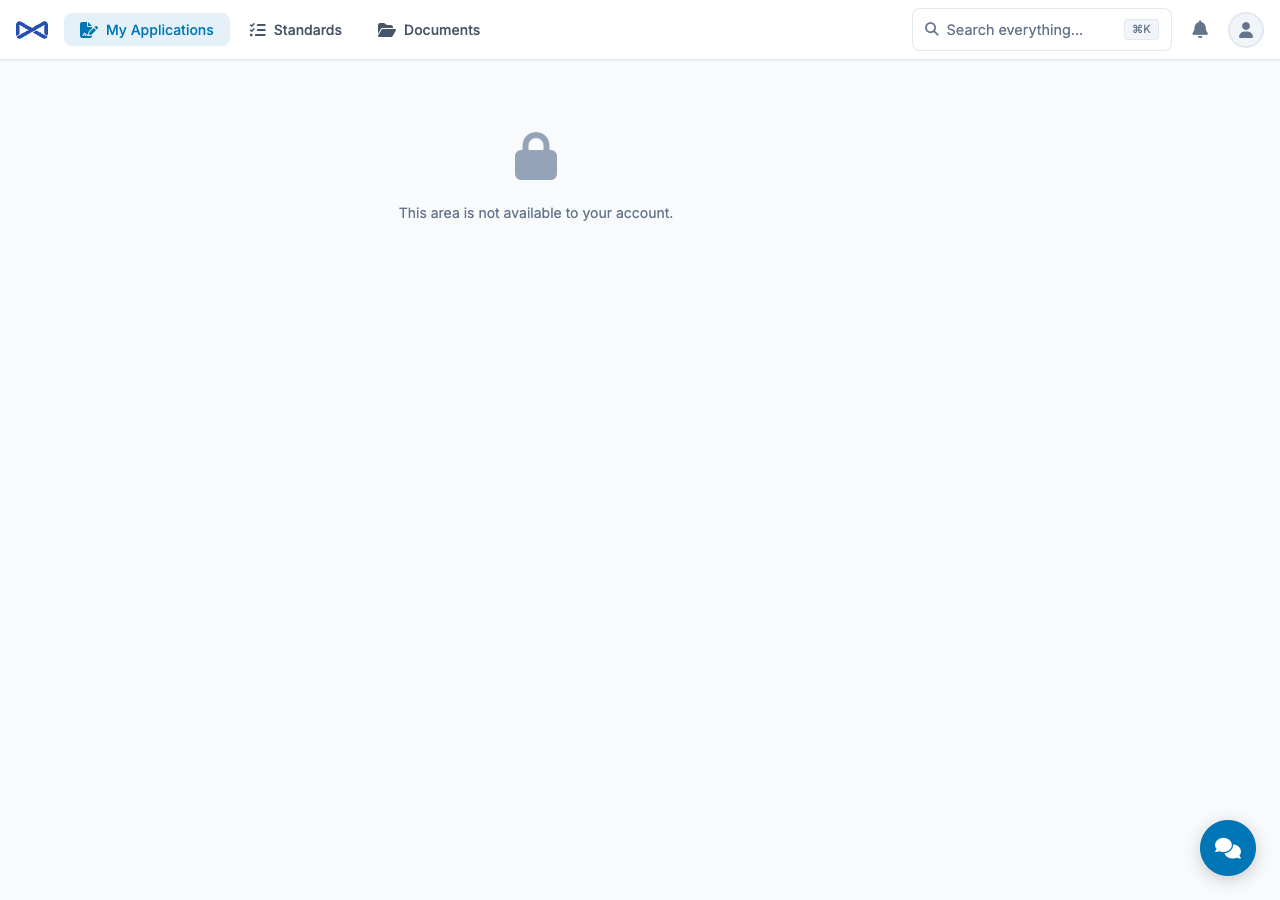 My Applications
Standards
Documents
Search everything...
⌘K
This area is not available to your account.